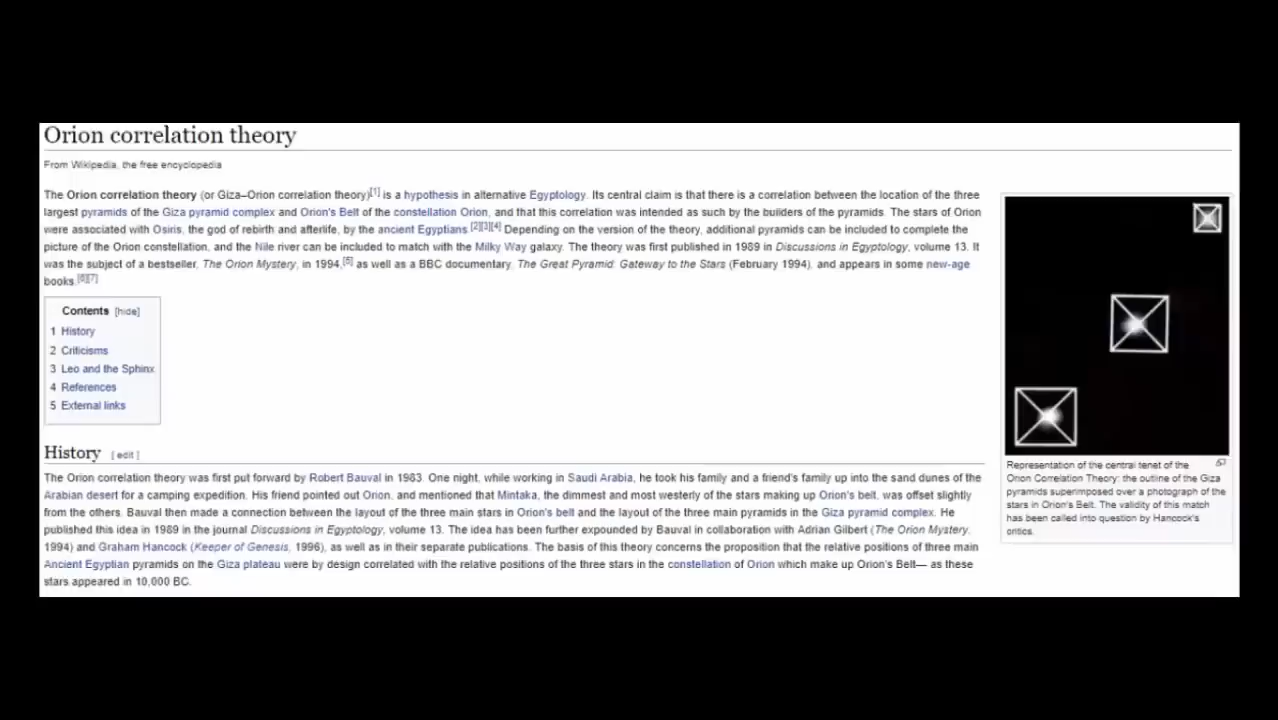 Orion correlation theory
From Wikipedia, the free encyclopedia
The Orion correlation theory (or Giza–Orion correlation theory)[1] is a hypothesis in alternative Egyptology. Its central claim is that there is a correlation between the location of the three
largest pyramids of the Giza pyramid complex and Orion's Belt of the constellation Orion, and that this correlation was intended as such by the builders of the pyramids. The stars of Orion
were associated with Osiris, the god of rebirth and afterlife, by the ancient Egyptians.[2][3][4] Depending on the version of the theory, additional pyramids can be included to complete the
picture of the Orion constellation, and the Nile river can be included to match with the Milky Way galaxy. The theory was first published in 1989 in Discussions in Egyptology, volume 13. It
was the subject of a bestseller, The Orion Mystery, in 1994,[5] as well as a BBC documentary, The Great Pyramid: Gateway to the Stars (February 1994), and appears in some new-age
books.[6][7]
Contents [hide]
1 History
2 Criticisms
3 Leo and the Sphinx
4 References
5 External links
History [ edit ]
The Orion correlation theory was first put forward by Robert Bauval in 1983. One night, while working in Saudi Arabia, he took his family and a friend's family up into the sand dunes of the
Arabian desert for a camping expedition. His friend pointed out Orion, and mentioned that Mintaka, the dimmest and most westerly of the stars making up Orion's belt, was offset slightly
from the others. Bauval then made a connection between the layout of the three main stars in Orion's belt and the layout of the three main pyramids in the Giza pyramid complex. He
published this idea in 1989 in the journal Discussions in Egyptology, volume 13. The idea has been further expounded by Bauval in collaboration with Adrian Gilbert (The Orion Mystery,
1994) and Graham Hancock (Keeper of Genesis, 1996), as well as in their separate publications. The basis of this theory concerns the proposition that the relative positions of three main
Ancient Egyptian pyramids on the Giza plateau were by design correlated with the relative positions of the three stars in the constellation of Orion which make up Orion's Belt— as these
stars appeared in 10,000 BC.
Representation of the central tenet of the
Orion Correlation Theory: the outline of the Giza
pyramids superimposed over a photograph of the
stars in Orion's Belt. The validity of this match
has been called into question by Hancock's
critics.